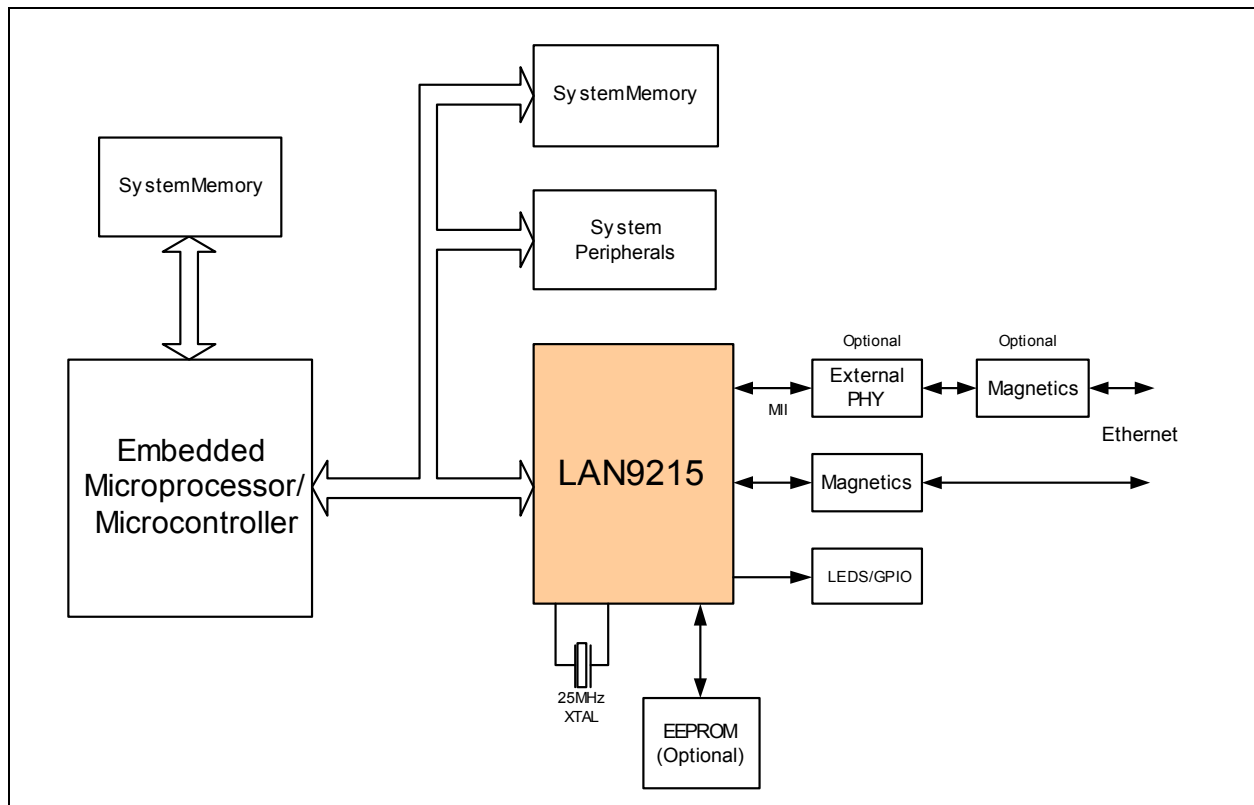 SystemMemory
SystemMemory
System
Peripherals
Embedded
Microprocessor/
Microcontroller
LAN9215
Optional
Optional
External
PHY
Magnetics
MII
Ethernet
Magnetics
LEDS/GPIO
25MHz
XTAL
EEPROM
(Optional)